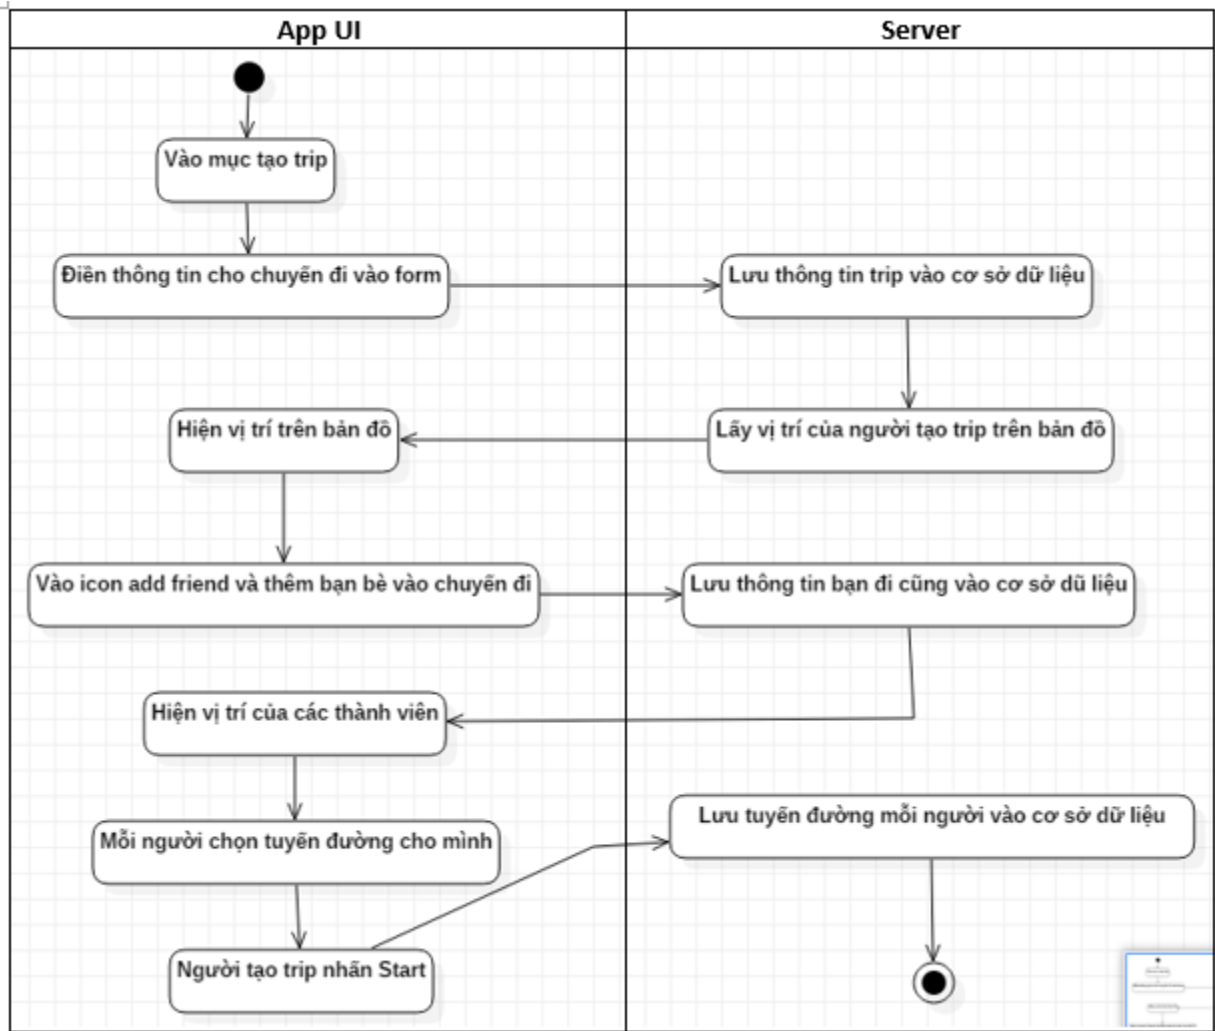 App UI
Server
Vào mục tạo trip
Điền thông tin cho chuyến đi vào form
Lưu thông tin trip vào cơ sở dữ liệu
Hiện vị trí trên bản đồ
Lấy vị trí của người tạo trip trên bản đồ
Vào icon add friend và thêm bạn bè vào chuyến đi
Lưu thông tin bạn đi cũng vào cơ sở dũ liệu
Hiện vị trí của các thành viên
Lưu tuyến đường mỗi người vào cơ sở dữ liệu
Mỗi người chọn tuyến đường cho mình
Người tạo trip nhấn Start